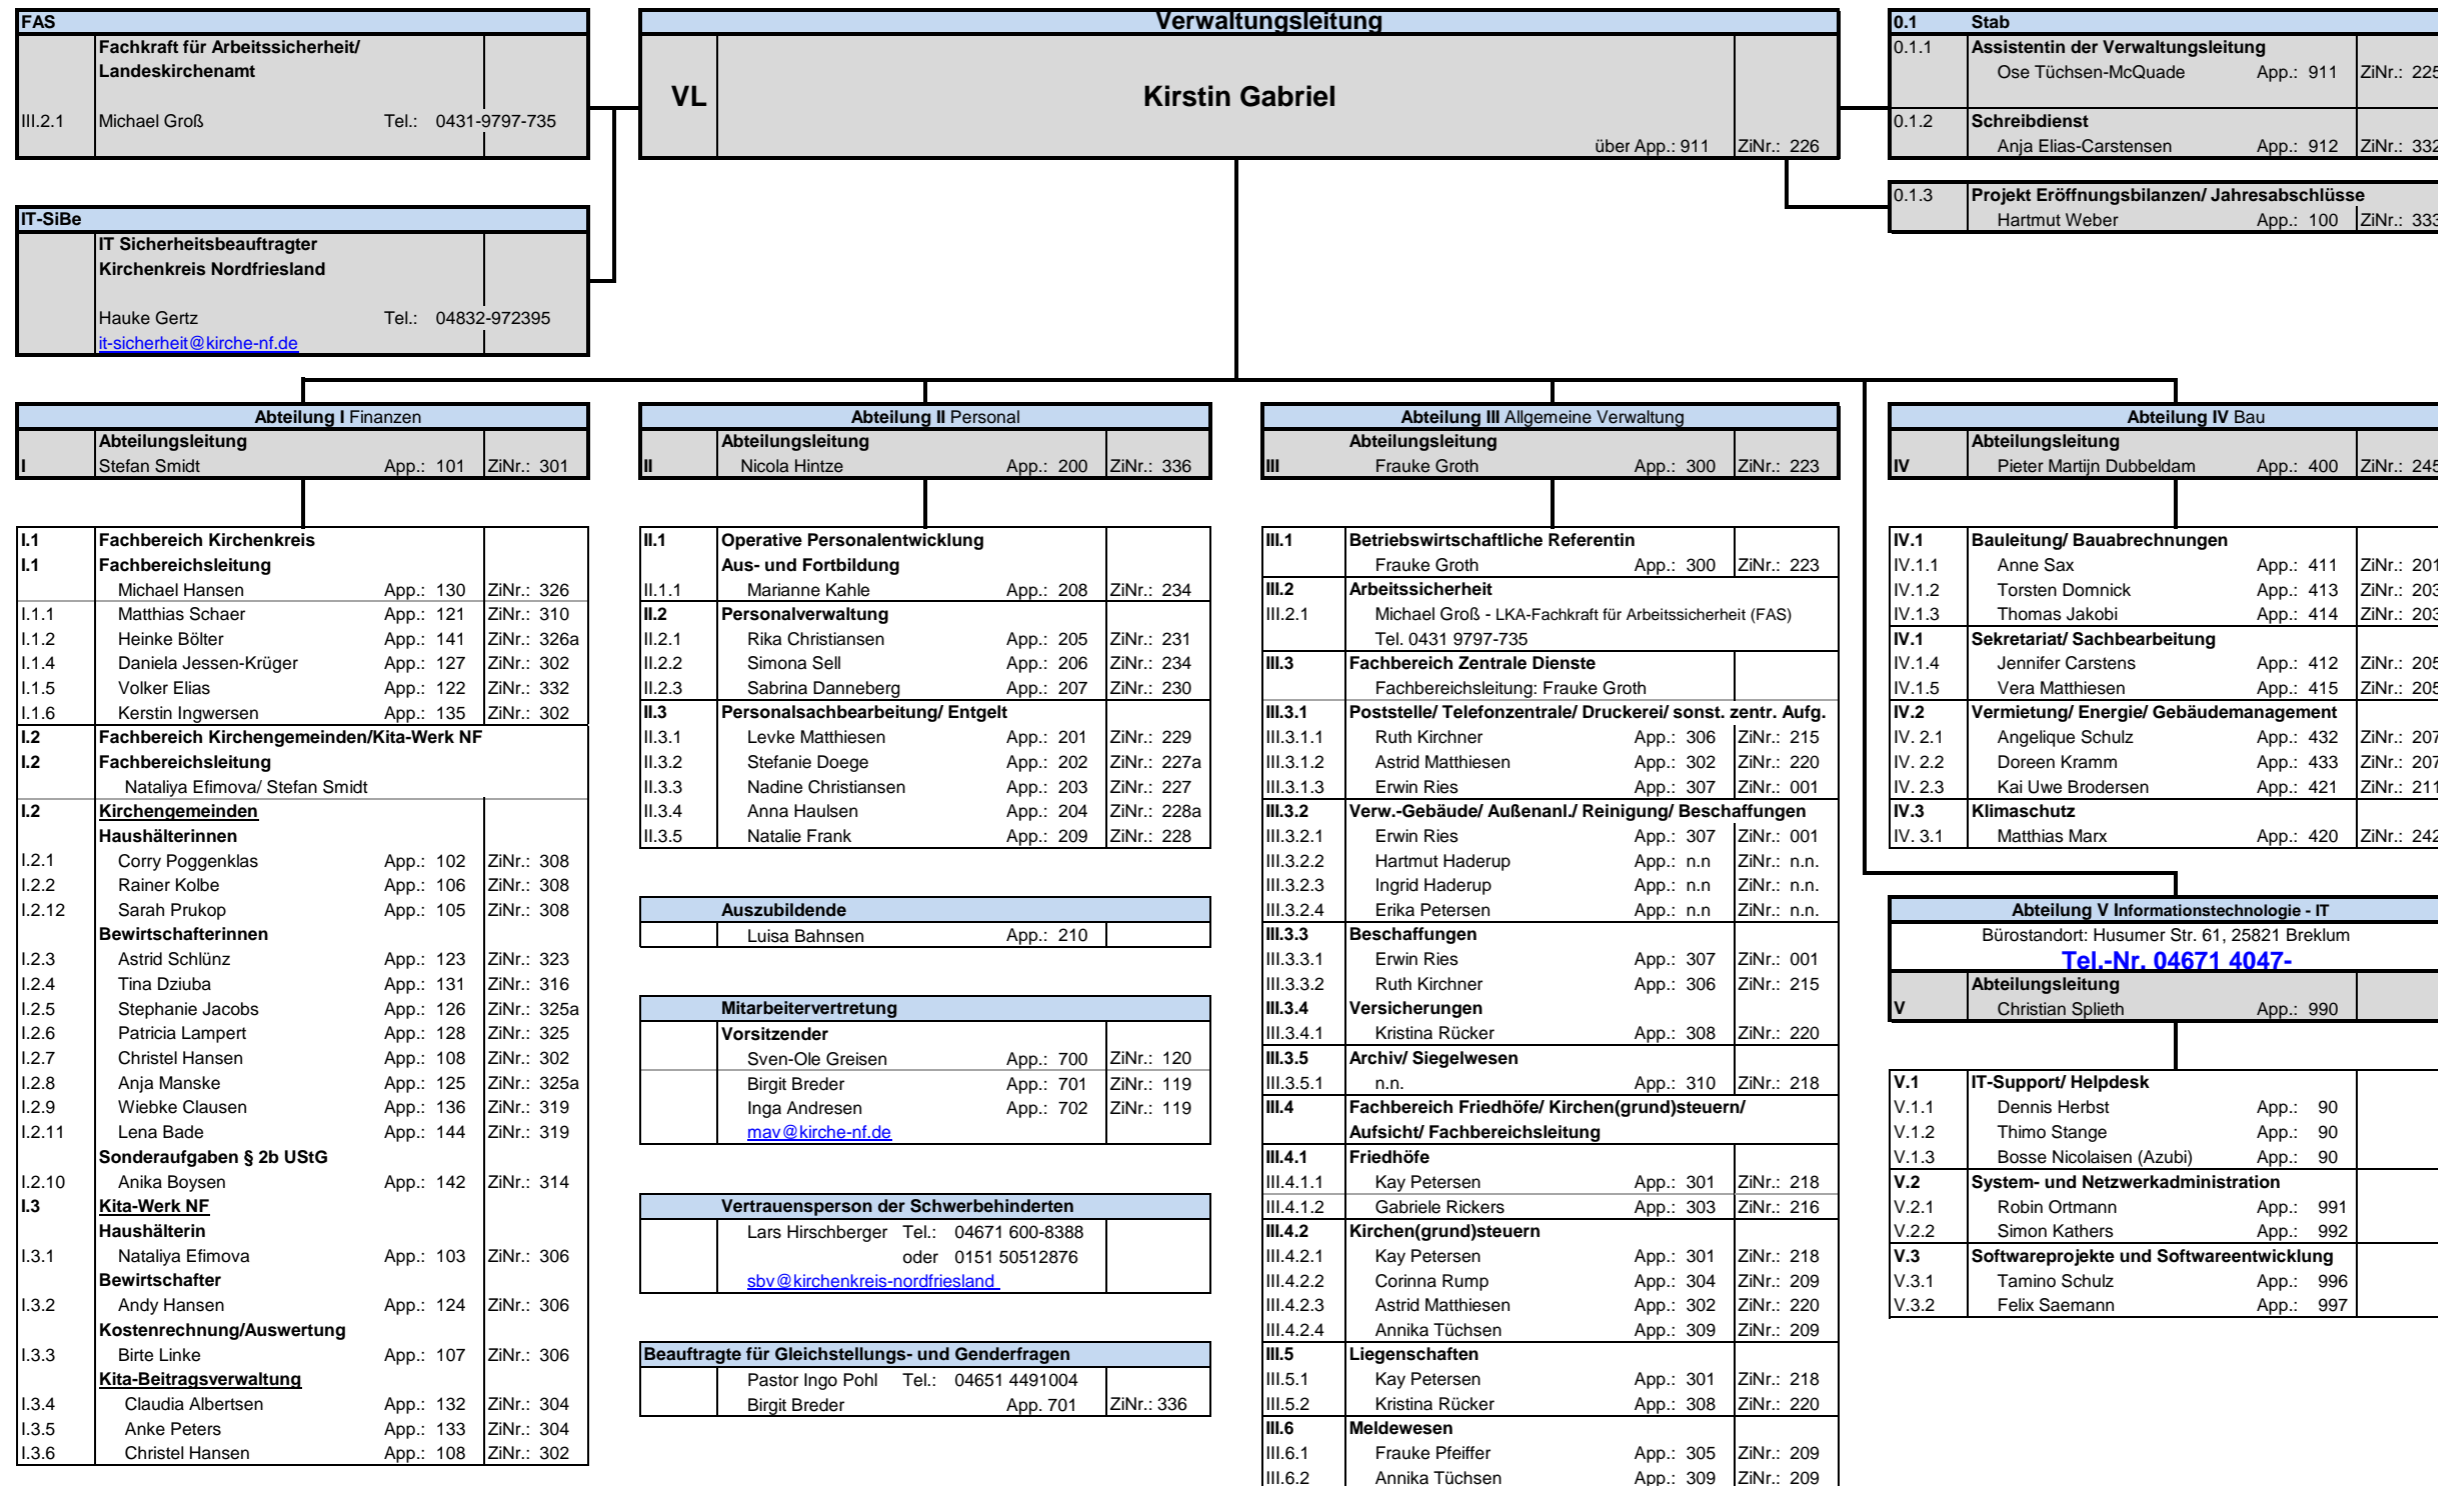 FAS
Fachkraft für Arbeitssicherheit/
Landeskirchenamt
III.2.1 Michael Groß Tel.: 0431-9797-735
IT-SiBe
IT Sicherheitsbeauftragter
Kirchenkreis Nordfriesland
Hauke Gertz Tel.: 04832-972395
it-sicherheit@kirche-nf.de
Verwaltungsleitung
VL Kirstin Gabriel
über App.: 911 ZiNr.: 226
0.1 Stab
0.1.1 Assistentin der Verwaltungsleitung
Ose Tüchsen-McQuade App.: 911 ZiNr.: 225
0.1.2 Schreibdienst
Anja Elias-Carstensen App.: 912 ZiNr.: 332
0.1.3 Projekt Eröffnungsbilanzen/ Jahresabschlüsse
Hartmut Weber App.: 100 ZiNr.: 333
Abteilung I Finanzen
Abteilungsleitung
I Stefan Smidt App.: 101 ZiNr.: 301
I.1 Fachbereich Kirchenkreis
I.1 Fachbereichsleitung
Michael Hansen App.: 130 ZiNr.: 326
I.1.1 Matthias Schaer App.: 121 ZiNr.: 310
I.1.2 Heinke Bölter App.: 141 ZiNr.: 326a
I.1.4 Daniela Jessen-Krüger App.: 127 ZiNr.: 302
I.1.5 Volker Elias App.: 122 ZiNr.: 332
I.1.6 Kerstin Ingwersen App.: 135 ZiNr.: 302
I.2 Fachbereich Kirchengemeinden/Kita-Werk NF
I.2 Fachbereichsleitung
Nataliya Efimova/ Stefan Smidt
I.2 Kirchengemeinden
Haushälterinnen
I.2.1 Corry Poggenklas App.: 102 ZiNr.: 308
I.2.2 Rainer Kolbe App.: 106 ZiNr.: 308
I.2.12 Sarah Prukop App.: 105 ZiNr.: 308
Bewirtschafterinnen
I.2.3 Astrid Schlünz App.: 123 ZiNr.: 323
I.2.4 Tina Dziuba App.: 131 ZiNr.: 316
I.2.5 Stephanie Jacobs App.: 126 ZiNr.: 325a
I.2.6 Patricia Lampert App.: 128 ZiNr.: 325
I.2.7 Christel Hansen App.: 108 ZiNr.: 302
I.2.8 Anja Manske App.: 125 ZiNr.: 325a
I.2.9 Wiebke Clausen App.: 136 ZiNr.: 319
I.2.11 Lena Bade App.: 144 ZiNr.: 319
Sonderaufgaben § 2b UStG
I.2.10 Anika Boysen App.: 142 ZiNr.: 314
I.3 Kita-Werk NF
Haushälterin
I.3.1 Nataliya Efimova App.: 103 ZiNr.: 306
Bewirtschafter
I.3.2 Andy Hansen App.: 124 ZiNr.: 306
Kostenrechnung/Auswertung
I.3.3 Birte Linke App.: 107 ZiNr.: 306
Kita-Beitragsverwaltung
I.3.4 Claudia Albertsen App.: 132 ZiNr.: 304
I.3.5 Anke Peters App.: 133 ZiNr.: 304
I.3.6 Christel Hansen App.: 108 ZiNr.: 302
Abteilung II Personal
Abteilungsleitung
II Nicola Hintze App.: 200 ZiNr.: 336
II.1 Operative Personalentwicklung
Aus- und Fortbildung
II.1.1 Marianne Kahle App.: 208 ZiNr.: 234
II.2 Personalverwaltung
II.2.1 Rika Christiansen App.: 205 ZiNr.: 231
II.2.2 Simona Sell App.: 206 ZiNr.: 234
II.2.3 Sabrina Danneberg App.: 207 ZiNr.: 230
II.3 Personalsachbearbeitung/ Entgelt
II.3.1 Levke Matthiesen App.: 201 ZiNr.: 229
II.3.2 Stefanie Doege App.: 202 ZiNr.: 227a
II.3.3 Nadine Christiansen App.: 203 ZiNr.: 227
II.3.4 Anna Haulsen App.: 204 ZiNr.: 228a
II.3.5 Natalie Frank App.: 209 ZiNr.: 228
Auszubildende
Luisa Bahnsen App.: 210
Mitarbeitervertretung
Vorsitzender
Sven-Ole Greisen App.: 700 ZiNr.: 120
Birgit Breder App.: 701 ZiNr.: 119
Inga Andresen App.: 702 ZiNr.: 119
mav@kirche-nf.de
Vertrauensperson der Schwerbehinderten
Lars Hirschberger Tel.: 04671 600-8388
oder 0151 50512876
sbv@kirchenkreis-nordfriesland
Beauftragte für Gleichstellungs- und Genderfragen
Pastor Ingo Pohl Tel.: 04651 4491004
Birgit Breder App. 701 ZiNr.: 336
Abteilung III Allgemeine Verwaltung
Abteilungsleitung
III Frauke Groth App.: 300 ZiNr.: 223
III.1 Betriebswirtschaftliche Referentin
Frauke Groth App.: 300 ZiNr.: 223
III.2 Arbeitssicherheit
III.2.1 Michael Groß - LKA-Fachkraft für Arbeitssicherheit (FAS)
Tel. 0431 9797-735
III.3 Fachbereich Zentrale Dienste
Fachbereichsleitung: Frauke Groth
III.3.1 Poststelle/ Telefonzentrale/ Druckerei/ sonst. zentr. Aufg.
III.3.1.1 Ruth Kirchner App.: 306 ZiNr.: 215
III.3.1.2 Astrid Matthiesen App.: 302 ZiNr.: 220
III.3.1.3 Erwin Ries App.: 307 ZiNr.: 001
III.3.2 Verw.-Gebäude/ Außenanl./ Reinigung/ Beschaffungen
III.3.2.1 Erwin Ries App.: 307 ZiNr.: 001
III.3.2.2 Hartmut Haderup App.: n.n ZiNr.: n.n.
III.3.2.3 Ingrid Haderup App.: n.n ZiNr.: n.n.
III.3.2.4 Erika Petersen App.: n.n ZiNr.: n.n.
III.3.3 Beschaffungen
III.3.3.1 Erwin Ries App.: 307 ZiNr.: 001
III.3.3.2 Ruth Kirchner App.: 306 ZiNr.: 215
III.3.4 Versicherungen
III.3.4.1 Kristina Rücker App.: 308 ZiNr.: 220
III.3.5 Archiv/ Siegelwesen
III.3.5.1 n.n. App.: 310 ZiNr.: 218
III.4 Fachbereich Friedhöfe/ Kirchen(grund)steuern/
Aufsicht/ Fachbereichsleitung
III.4.1 Friedhöfe
III.4.1.1 Kay Petersen App.: 301 ZiNr.: 218
III.4.1.2 Gabriele Rickers App.: 303 ZiNr.: 216
III.4.2 Kirchen(grund)steuern
III.4.2.1 Kay Petersen App.: 301 ZiNr.: 218
III.4.2.2 Corinna Rump App.: 304 ZiNr.: 209
III.4.2.3 Astrid Matthiesen App.: 302 ZiNr.: 220
III.4.2.4 Annika Tüchsen App.: 309 ZiNr.: 209
III.5 Liegenschaften
III.5.1 Kay Petersen App.: 301 ZiNr.: 218
III.5.2 Kristina Rücker App.: 308 ZiNr.: 220
III.6 Meldewesen
III.6.1 Frauke Pfeiffer App.: 305 ZiNr.: 209
III.6.2 Annika Tüchsen App.: 309 ZiNr.: 209
Abteilung IV Bau
Abteilungsleitung
IV Pieter Martijn Dubbeldam App.: 400 ZiNr.: 245
IV.1 Bauleitung/ Bauabrechnungen
IV.1.1 Anne Sax App.: 411 ZiNr.: 201
IV.1.2 Torsten Domnick App.: 413 ZiNr.: 203
IV.1.3 Thomas Jakobi App.: 414 ZiNr.: 203
IV.1 Sekretariat/ Sachbearbeitung
IV.1.4 Jennifer Carstens App.: 412 ZiNr.: 205
IV.1.5 Vera Matthiesen App.: 415 ZiNr.: 205
IV.2 Vermietung/ Energie/ Gebäudemanagement
IV. 2.1 Angelique Schulz App.: 432 ZiNr.: 207
IV. 2.2 Doreen Kramm App.: 433 ZiNr.: 207
IV. 2.3 Kai Uwe Brodersen App.: 421 ZiNr.: 211
IV.3 Klimaschutz
IV. 3.1 Matthias Marx App.: 420 ZiNr.: 242
Abteilung V Informationstechnologie - IT
Bürostandort: Husumer Str. 61, 25821 Breklum
Tel.-Nr. 04671 4047-
Abteilungsleitung
V Christian Splieth App.: 990
V.1 IT-Support/ Helpdesk
V.1.1 Dennis Herbst App.: 90
V.1.2 Thimo Stange App.: 90
V.1.3 Bosse Nicolaisen (Azubi) App.: 90
V.2 System- und Netzwerkadministration
V.2.1 Robin Ortmann App.: 991
V.2.2 Simon Kathers App.: 992
V.3 Softwareprojekte und Softwareentwicklung
V.3.1 Tamino Schulz App.: 996
V.3.2 Felix Saemann App.: 997